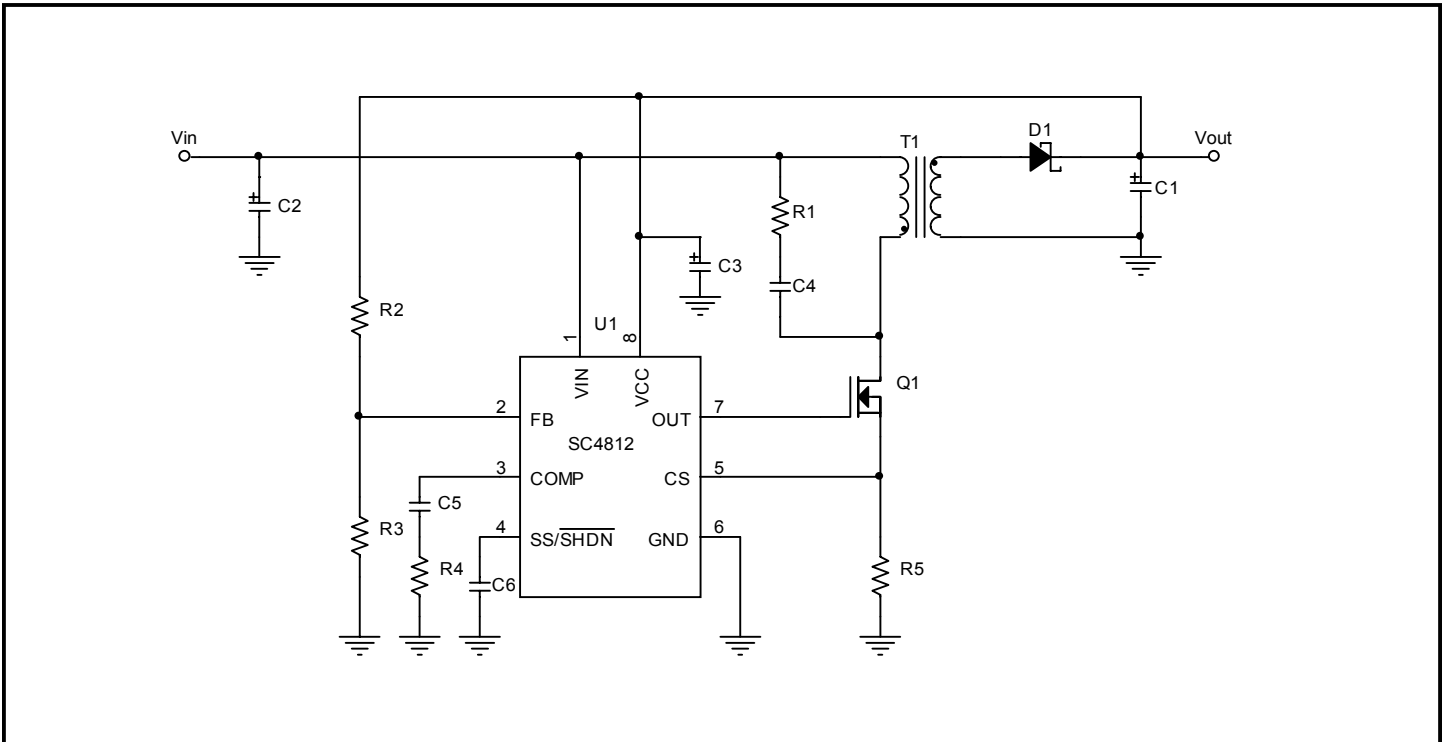 D1
Vin
T1
Vout
+
C2
R1
+
C1
+
C3
C4
R2
U1
1
8
VIN
VCC
Q1
2
FB
OUT
7
SC4812
3
COMP
CS
5
C5
R3
4
SS/SHDN
GND
6
R4
C6
R5